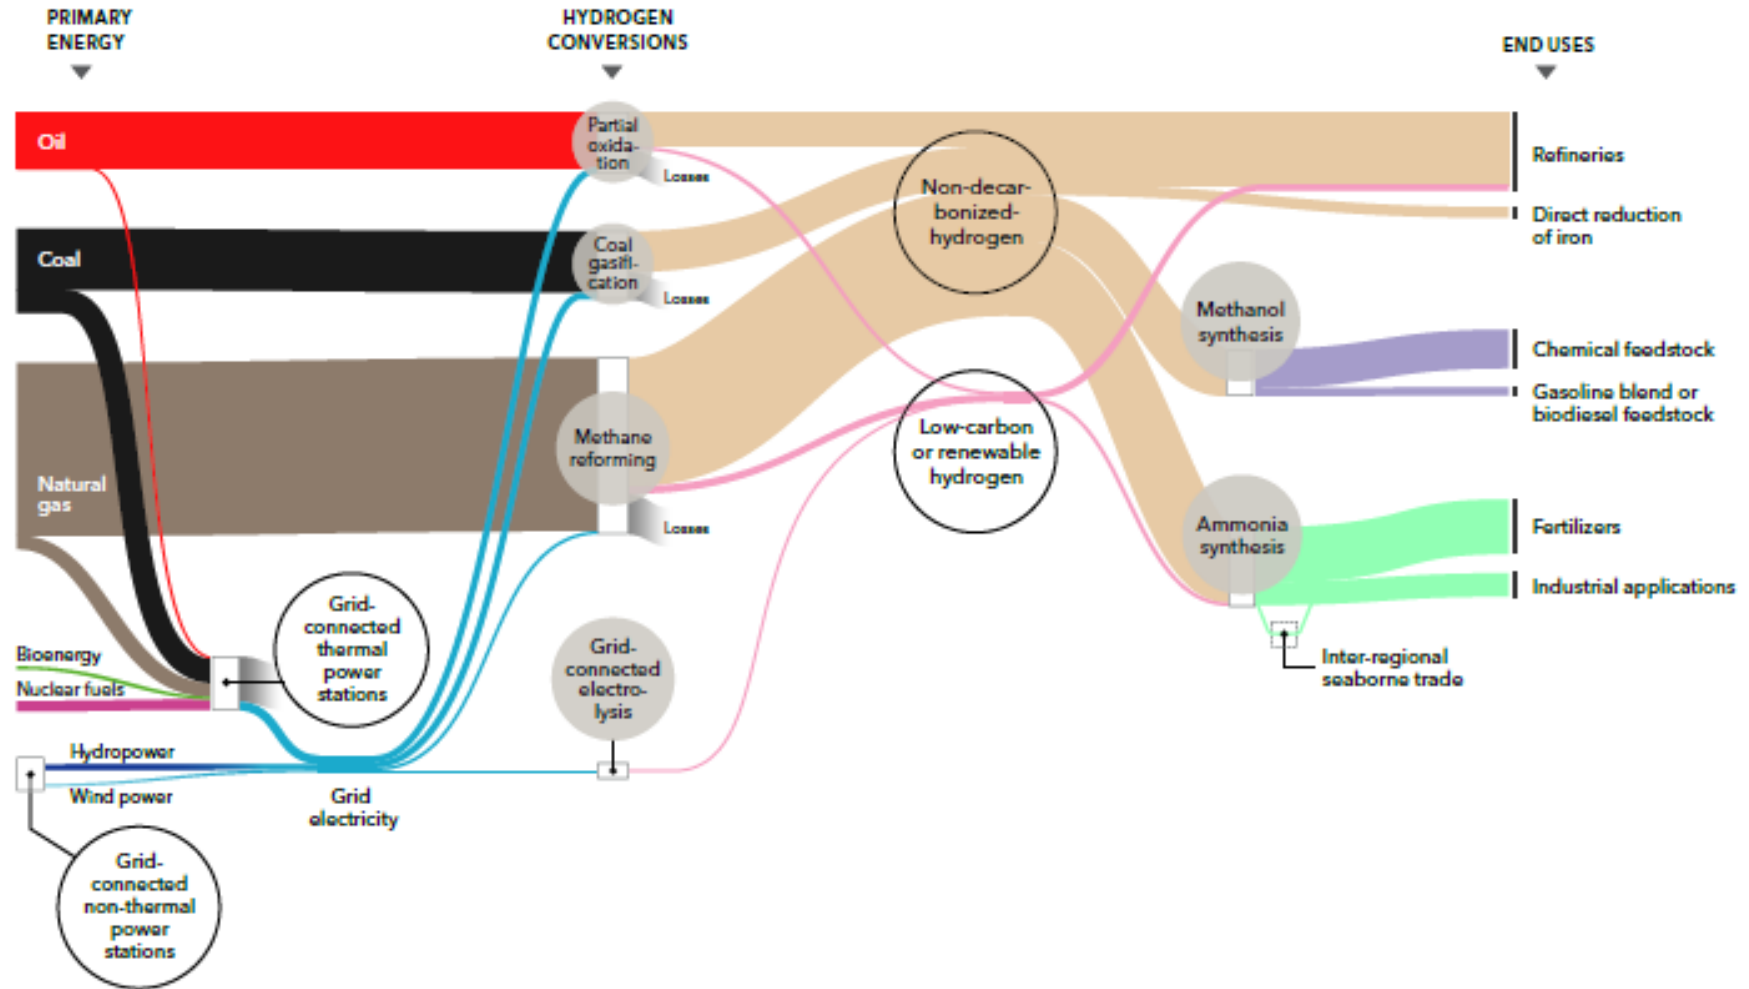 PRIMARY
ENERGY
HYDROGEN
CONVERSIONS
END USES
Oil
Partial
oxida-
tion
Losses
Refineries
Non-decar-
bonized-
hydrogen
Direct reduction
of iron
Coal
Coal
gasifi-
cation
Losses
Methanol
synthesis
Chemical feedstock
Gasoline blend or
biodiesel feedstock
Natural
gas
Methane
reforming
Losses
Low-carbon
or renewable
hydrogen
Ammonia
synthesis
Fertilizers
Industrial applications
Inter-regional
seaborne trade
Grid-
connected
thermal
power
stations
Grid-
connected
electro-
lysis
Bioenergy
Nuclear fuels
Hydropower
Wind power
Grid
electricity
Grid-
connected
non-thermal
power
stations